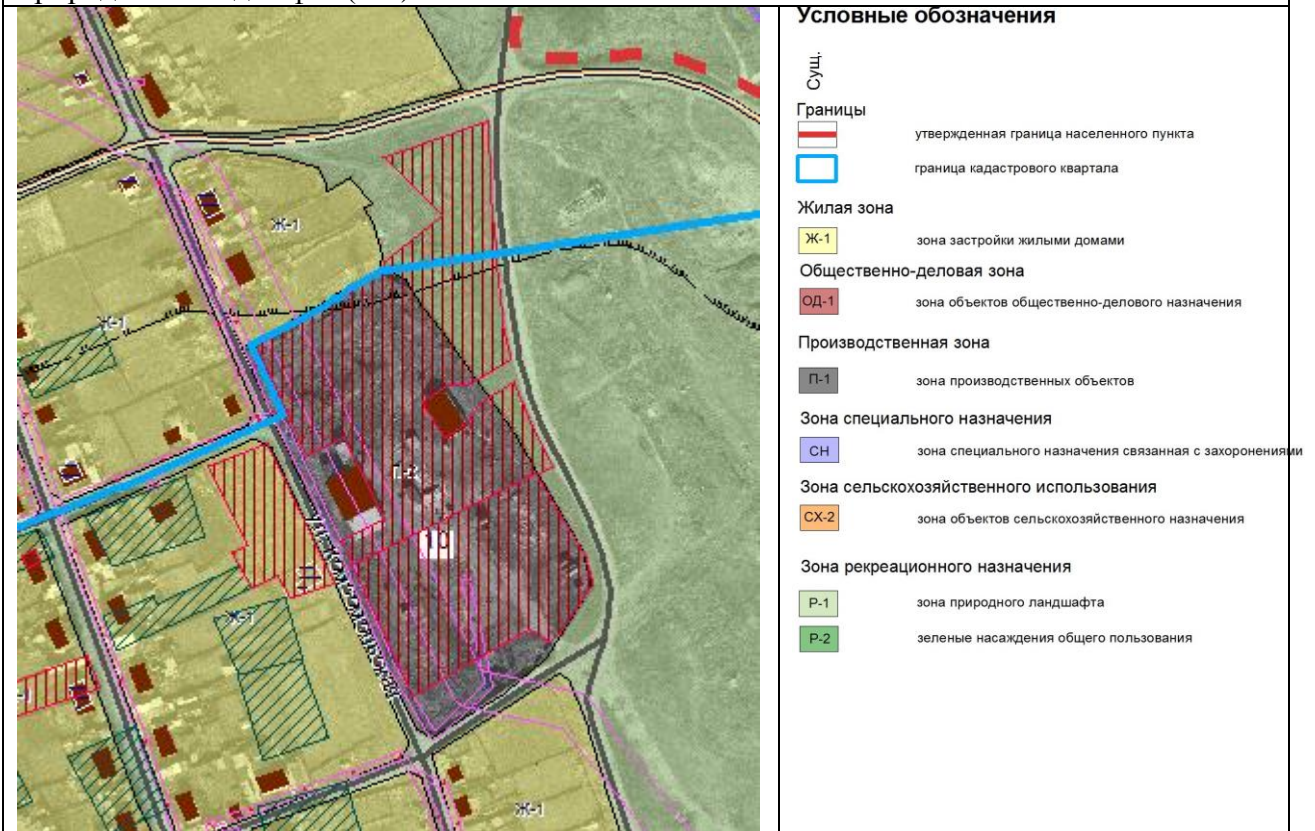 Условные обозначения
Сущ.
Границы
утвержденная граница населенного пункта
граница кадастрового квартала
Жилая зона
Ж-1 зона застройки жилыми домами
Общественно-деловая зона
ОД-1 зона объектов общественно-делового назначения
Производственная зона
П-1 зона производственных объектов
Зона специального назначения
СН зона специального назначения связанная с захоронениями
Зона сельскохозяйственного использования
СХ-2 зона объектов сельскохозяйственного назначения
Зона рекреационного назначения
Р-1 зона природного ландшафта
Р-2 зеленые насаждения общего пользования
Ж-1
Ж-1
Ж-1
Ж-1